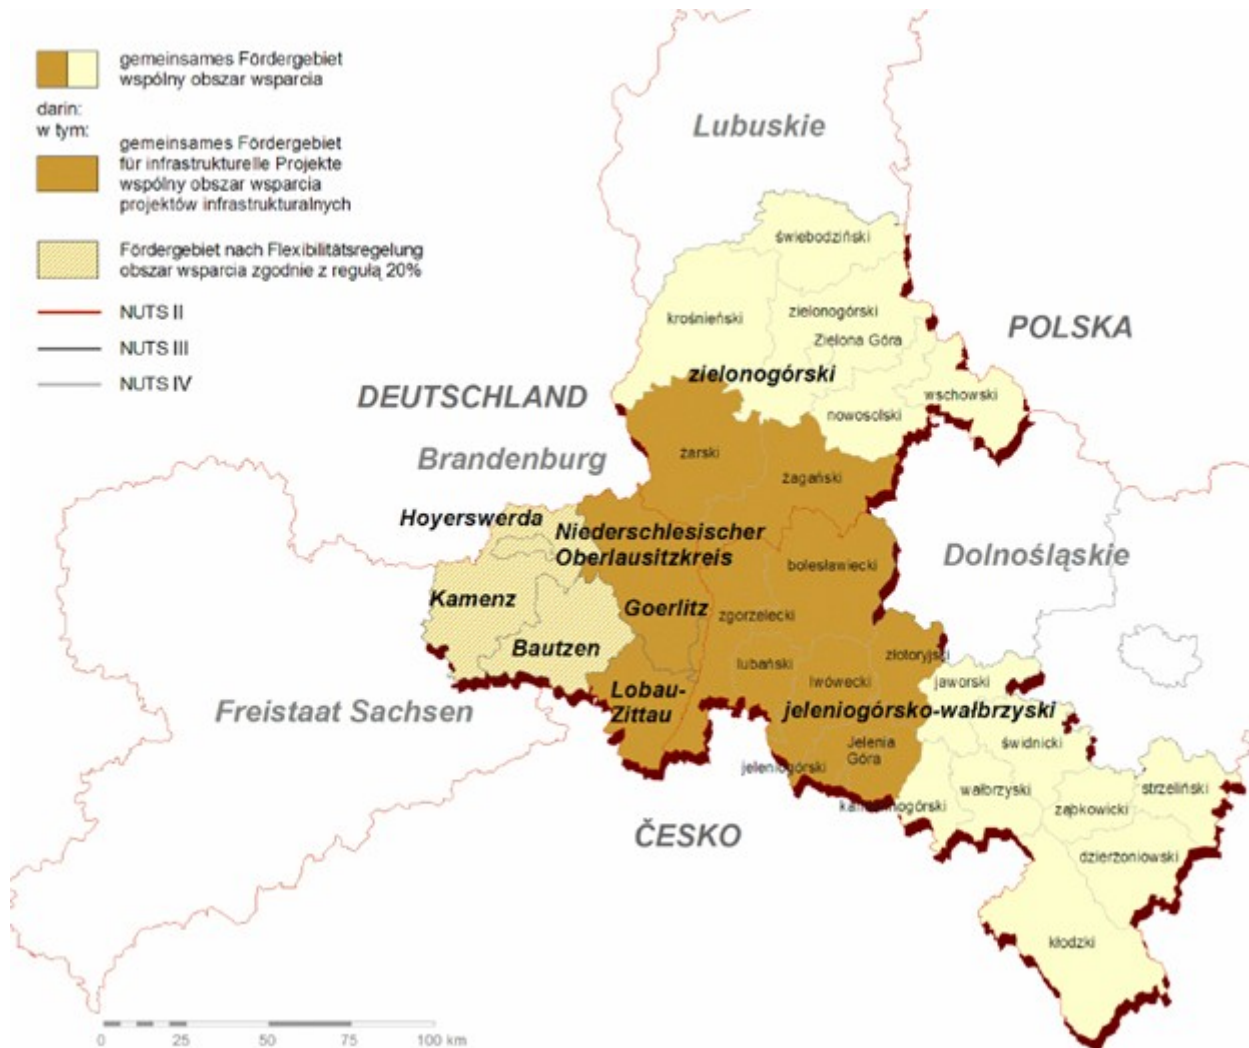 gemeinsames Fördergebiet
wspólny obszar wsparcia
darin:
w tym:
gemeinsames Fördergebiet
für infrastrukturelle Projekte
wspólny obszar wsparcia
projektów infrastrukturalnych
Fördergebiet nach Flexibilitätsregelung
obszar wsparcia zgodnie z regułą 20%
NUTS II
NUTS III
NUTS IV
Lubuskie
świebodziński
krośnieński
zielonogórski
Zielona Góra
POLSKA
zielonogórski
DEUTSCHLAND
wschowski
nowosolski
Brandenburg
żarski
żagański
Hoyerswerda
Niederschlesischer
Oberlausitzkreis
Dolnośląskie
bolesławiecki
Kamenz
Goerlitz
zgorzelecki
Bautzen
lubański
lwówecki
złotoryjski
jaworski
Lobau-
Zittau
Freistaat Sachsen
jeleniogórsko-wałbrzyski
Jelenia
Góra
świdnicki
jeleniogórski
wałbrzyski
strzeliński
kamiennogórski
ząbkowicki
ČESKO
dzierżoniowski
kłodzki
0 25 50 100 km